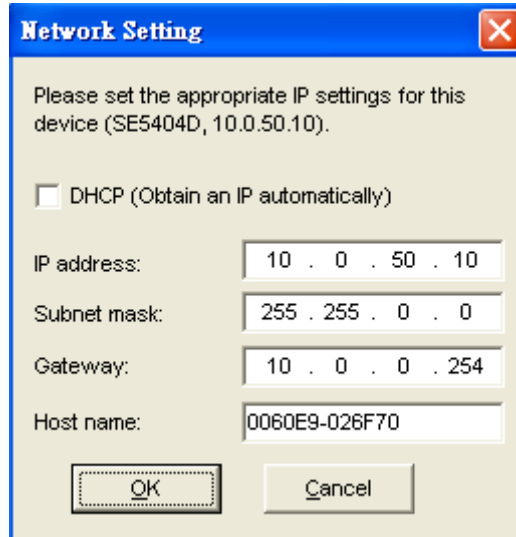 Network Setting
Please set the appropriate IP settings for this
device (SE5404D, 10.0.50.10).
DHCP (Obtain an IP automatically)
IP address: 10 . 0 . 50 . 10
Subnet mask: 255 . 255 . 0 . 0
Gateway: 10 . 0 . 0 . 254
Host name: 0060E9-026F70
OK Cancel